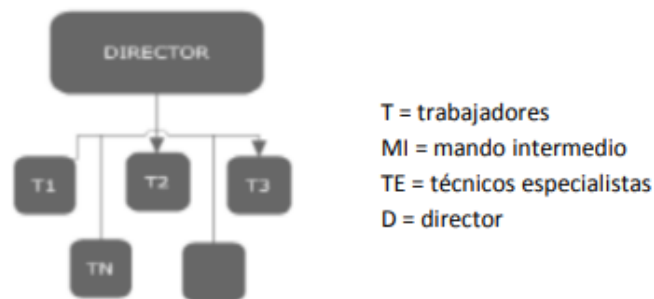 DIRECTOR
T1
T2
T3
TN
T = trabajadores
MI = mando intermedio
TE = técnicos especialistas
D = director